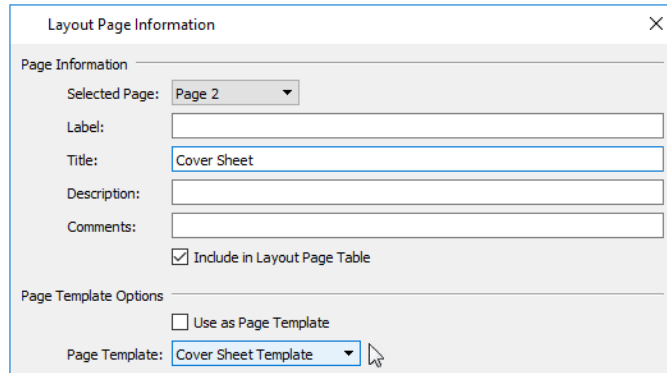 Layout Page Information
Page Information
Selected Page: Page 2
Label:
Title: Cover Sheet
Description:
Comments:
Include in Layout Page Table
Page Template Options
Use as Page Template
Page Template: Cover Sheet Template